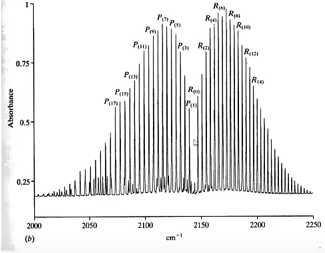 1
0.75
0.5
0.25
Absorbance
P(17)
P(15)
P(13)
P(11)
P(9)
P(7)
P(5)
P(3)
P(1)
R(0)
R(2)
R(4)
R(6)
R(8)
R(10)
R(12)
R(14)
2000 2050 2100 2150 2200 2250
(b) cm⁻¹